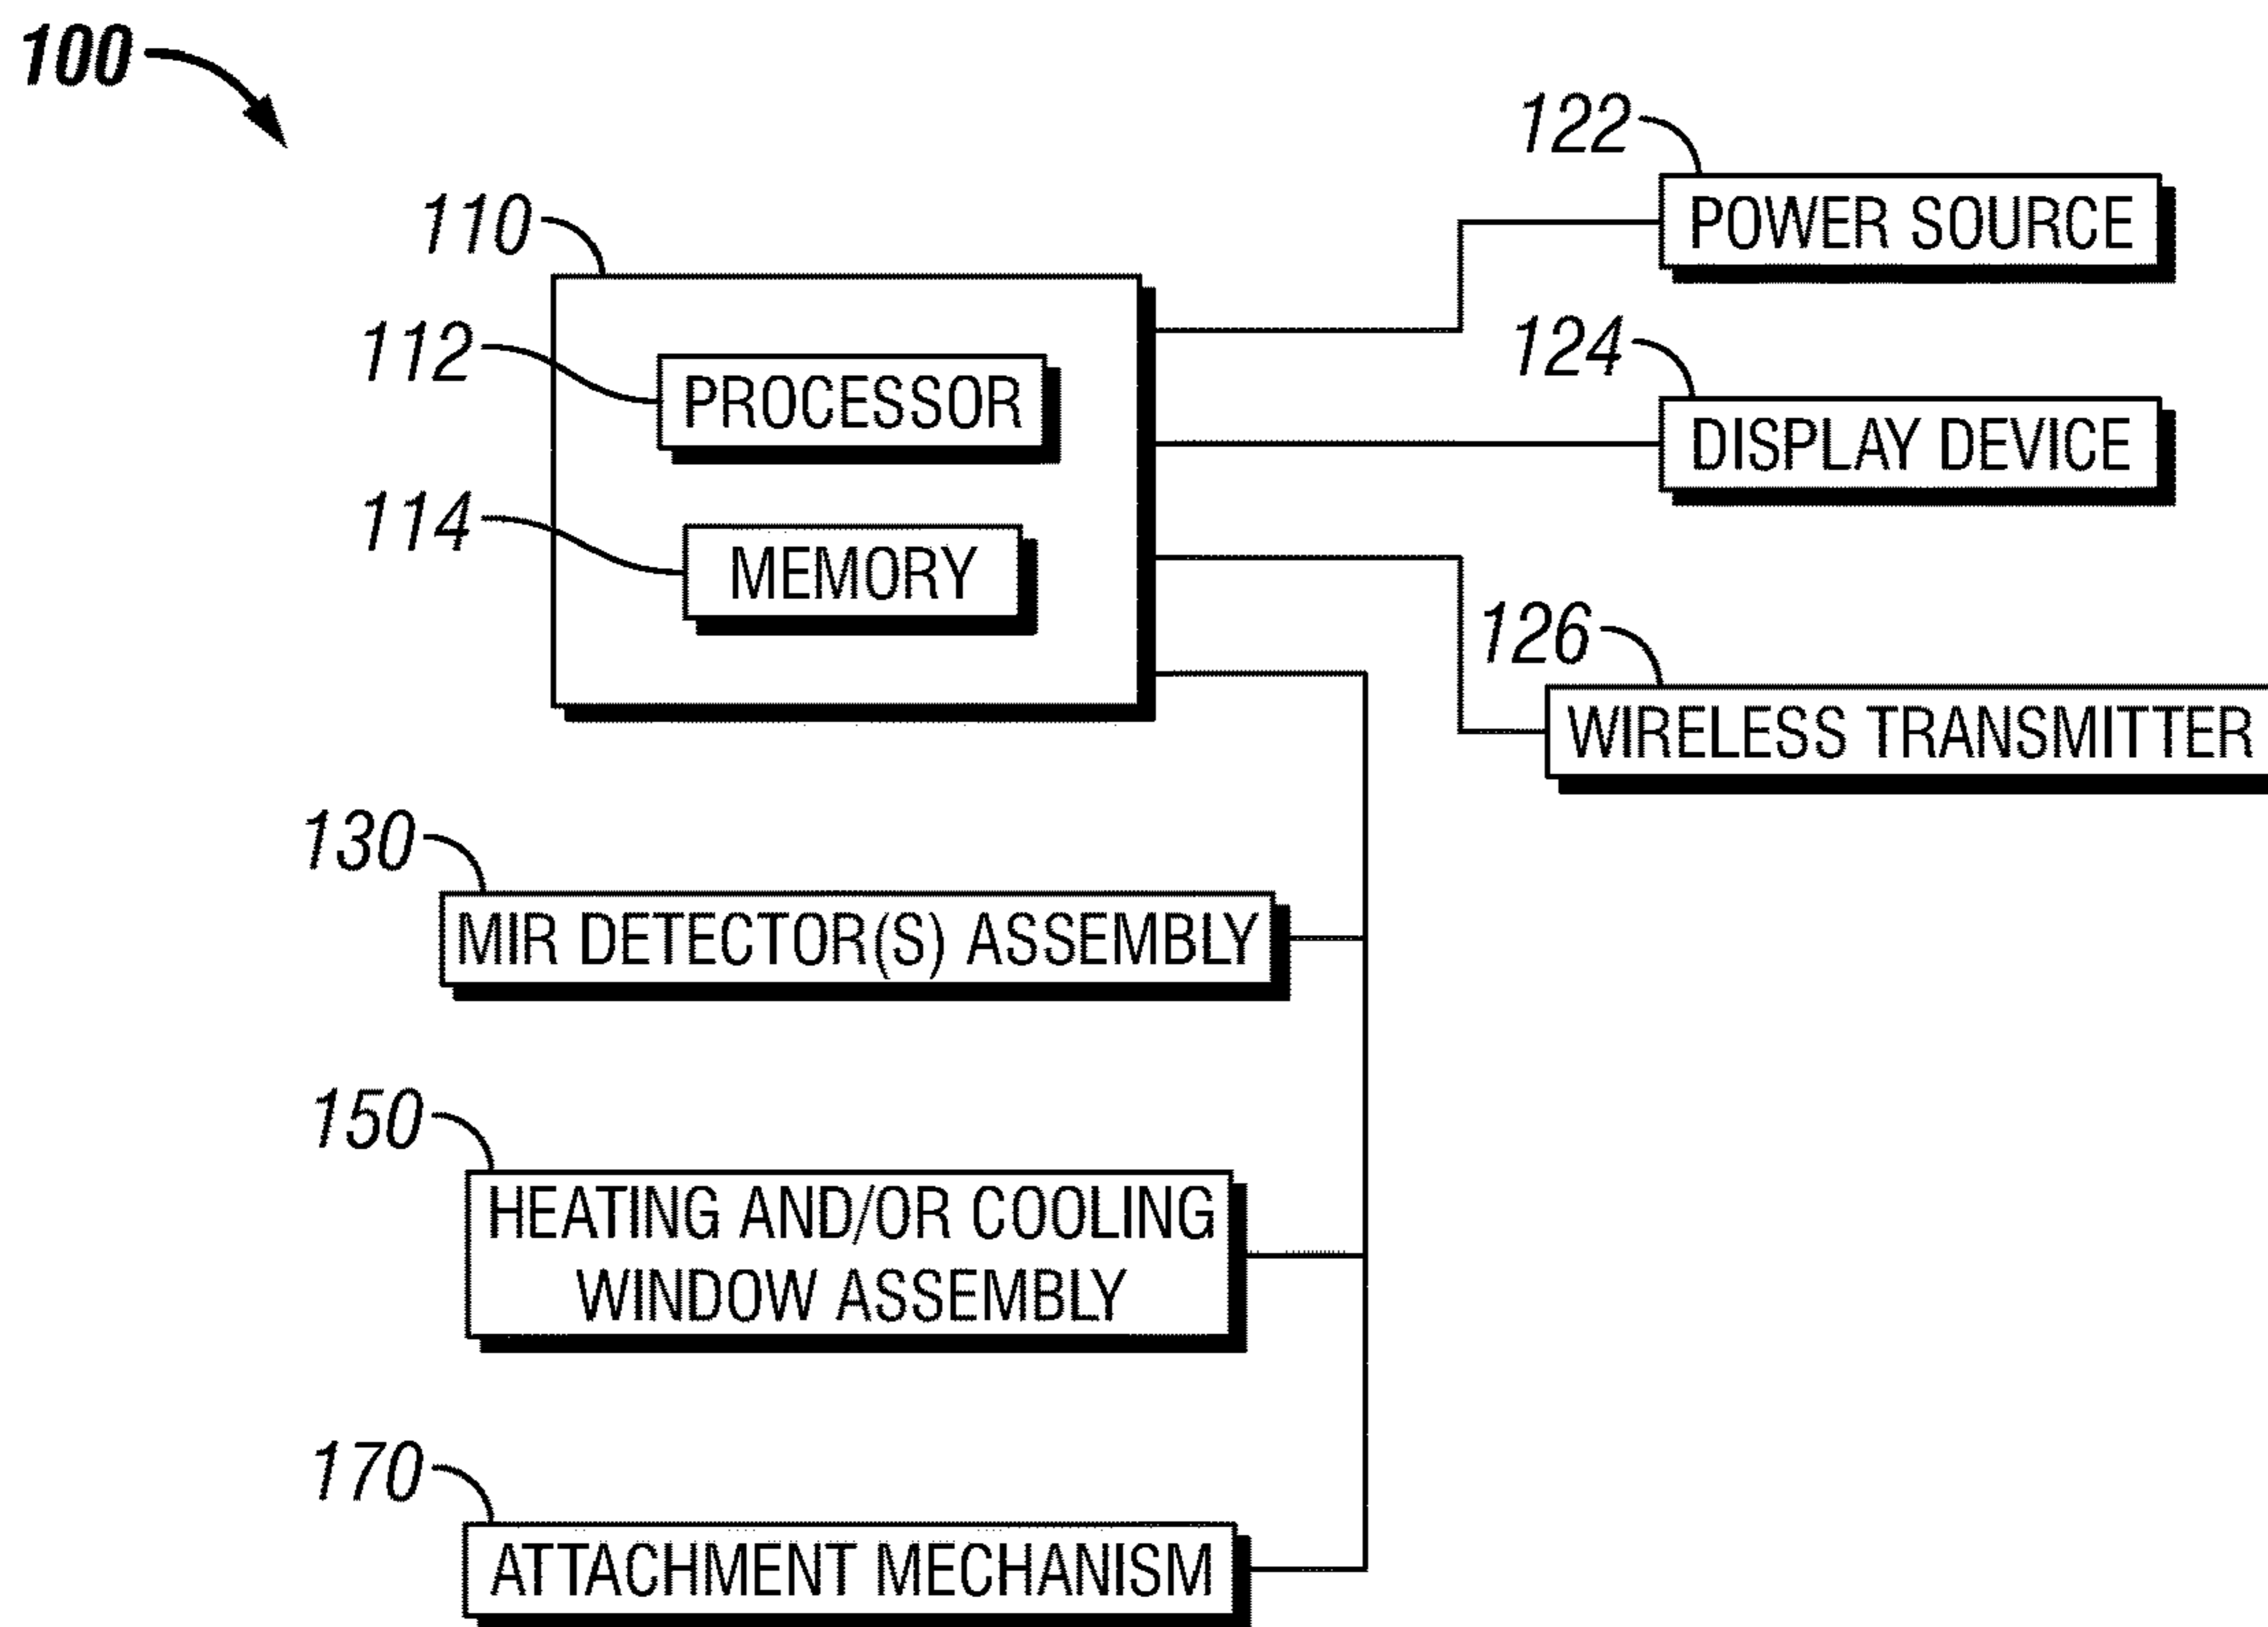 100
110
112
PROCESSOR
114
MEMORY
122
POWER SOURCE
124
DISPLAY DEVICE
126
WIRELESS TRANSMITTER
130
MIR DETECTOR(S) ASSEMBLY
150
HEATING AND/OR COOLING
WINDOW ASSEMBLY
170
ATTACHMENT MECHANISM